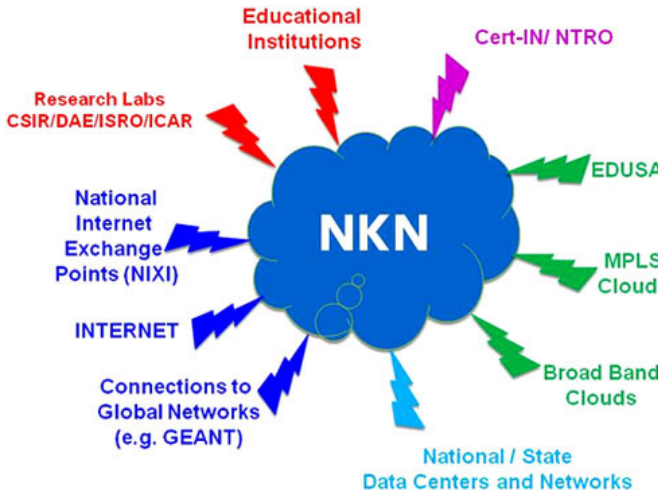 Educational
Institutions
Cert-IN/ NTRO
Research Labs
CSIR/DAE/ISRO/ICAR
EDUSA
National
Internet
Exchange
Points (NIXI)
NKN
MPLS
Clouds
INTERNET
Connections to
Global Networks
(e.g. GEANT)
Broad Band
Clouds
National / State
Data Centers and Networks